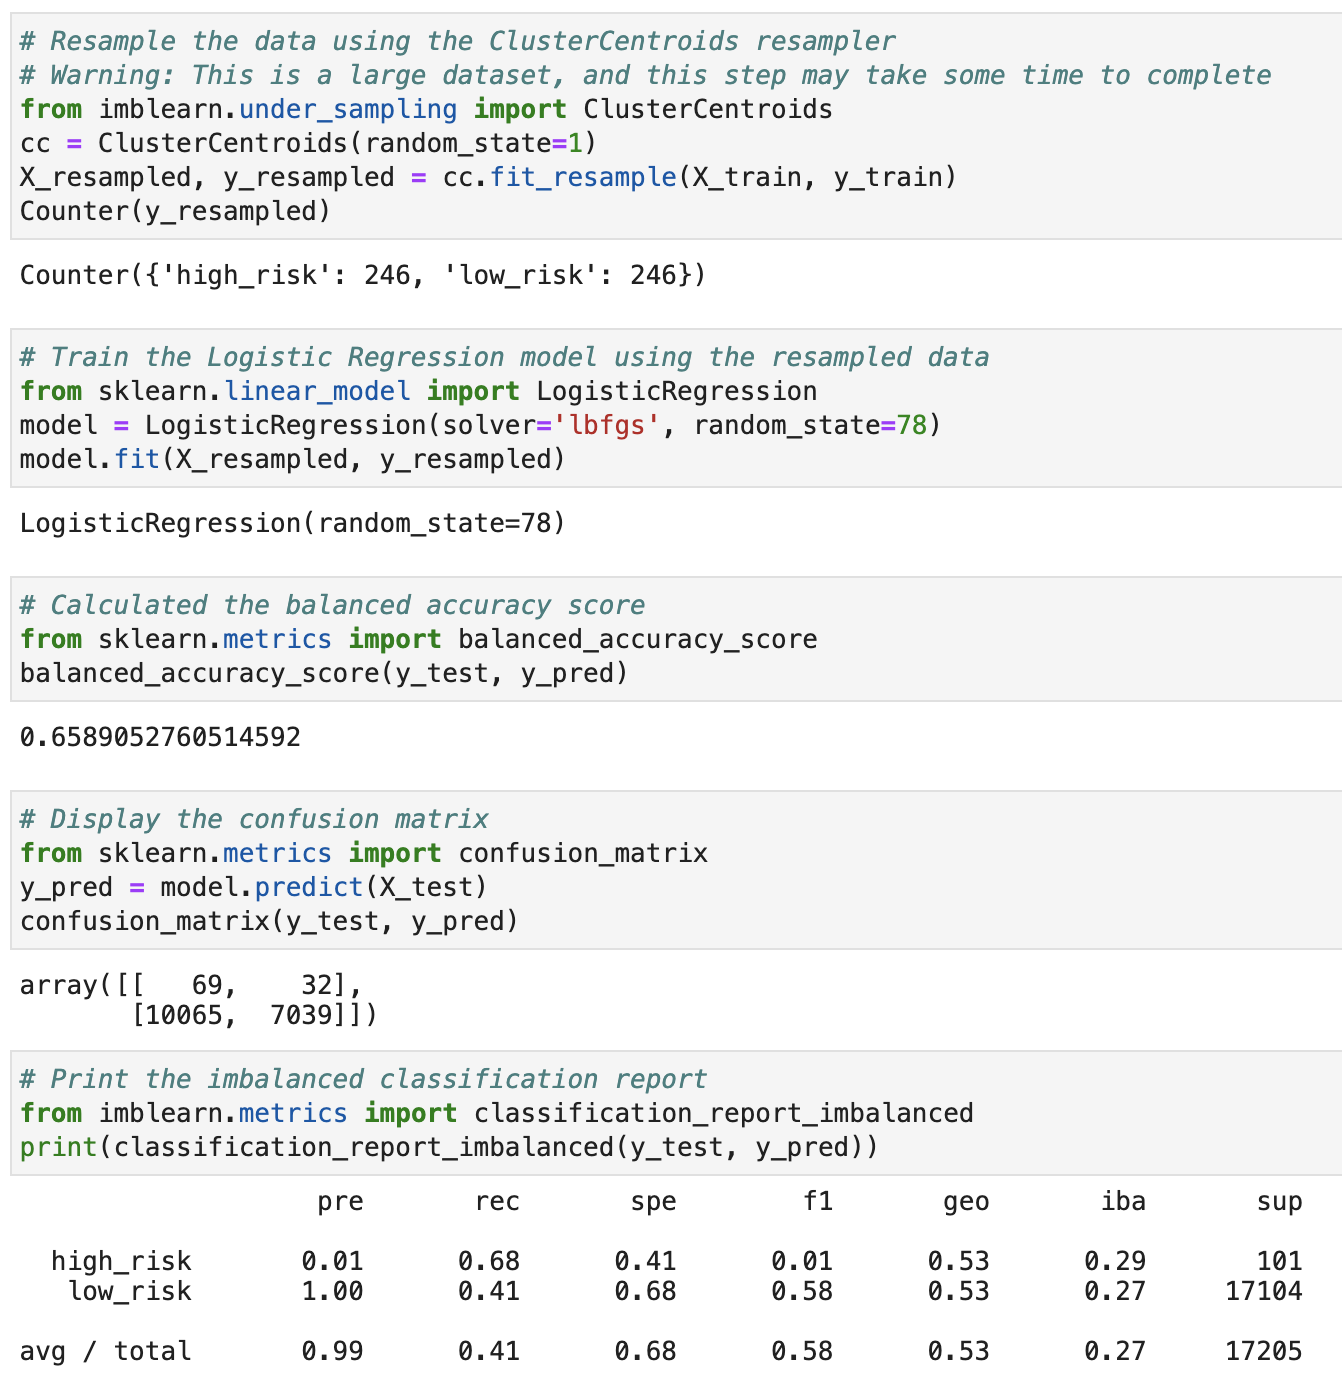 # Resample the data using the ClusterCentroids resampler
# Warning: This is a large dataset, and this step may take some time to complete
from imblearn.under_sampling import ClusterCentroids
cc = ClusterCentroids(random_state=1)
X_resampled, y_resampled = cc.fit_resample(X_train, y_train)
Counter(y_resampled)
Counter({'high_risk': 246, 'low_risk': 246})
# Train the Logistic Regression model using the resampled data
from sklearn.linear_model import LogisticRegression
model = LogisticRegression(solver='lbfgs', random_state=78)
model.fit(X_resampled, y_resampled)
LogisticRegression(random_state=78)
# Calculated the balanced accuracy score
from sklearn.metrics import balanced_accuracy_score
balanced_accuracy_score(y_test, y_pred)
0.6589052760514592
# Display the confusion matrix
from sklearn.metrics import confusion_matrix
y_pred = model.predict(X_test)
confusion_matrix(y_test, y_pred)
array([[   69,    32],
       [10065,  7039]])
# Print the imbalanced classification report
from imblearn.metrics import classification_report_imbalanced
print(classification_report_imbalanced(y_test, y_pred))
                   pre       rec       spe        f1       geo       iba       sup
  high_risk       0.01      0.68      0.41      0.01      0.53      0.29       101
   low_risk       1.00      0.41      0.68      0.58      0.53      0.27     17104
avg / total       0.99      0.41      0.68      0.58      0.53      0.27     17205